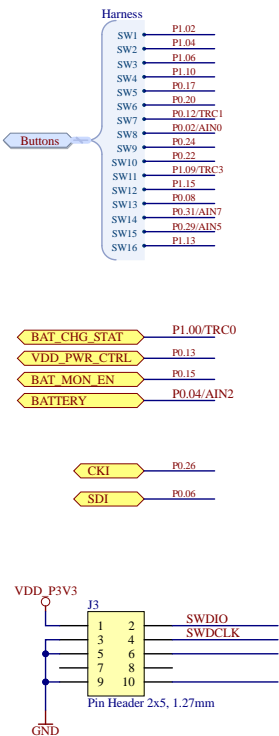 Harness
SW1 P1.02
SW2 P1.04
SW3 P1.06
SW4 P1.10
SW5 P0.17
SW6 P0.20
SW7 P0.12/TRC1
SW8 P0.02/AIN0
SW9 P0.24
SW10 P0.22
SW11 P1.09/TRC3
SW12 P1.15
SW13 P0.08
SW14 P0.31/AIN7
SW15 P0.29/AIN5
SW16 P1.13
Buttons
BAT_CHG_STAT P1.00/TRC0
VDD_PWR_CTRL P0.13
BAT_MON_EN P0.15
BATTERY P0.04/AIN2
CKI P0.26
SDI P0.06
VDD_P3V3
J3
1 2 SWDIO
3 4 SWDCLK
5 6
7 8
9 10
Pin Header 2x5, 1.27mm
GND